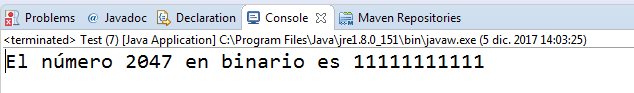 Problems @ Javadoc Declaration Console Maven Repositories
<terminated> Test (7) [Java Application] C:\Program Files\Java\jre1.8.0_151\bin\javaw.exe (5 dic. 2017 14:03:25)
El número 2047 en binario es 11111111111